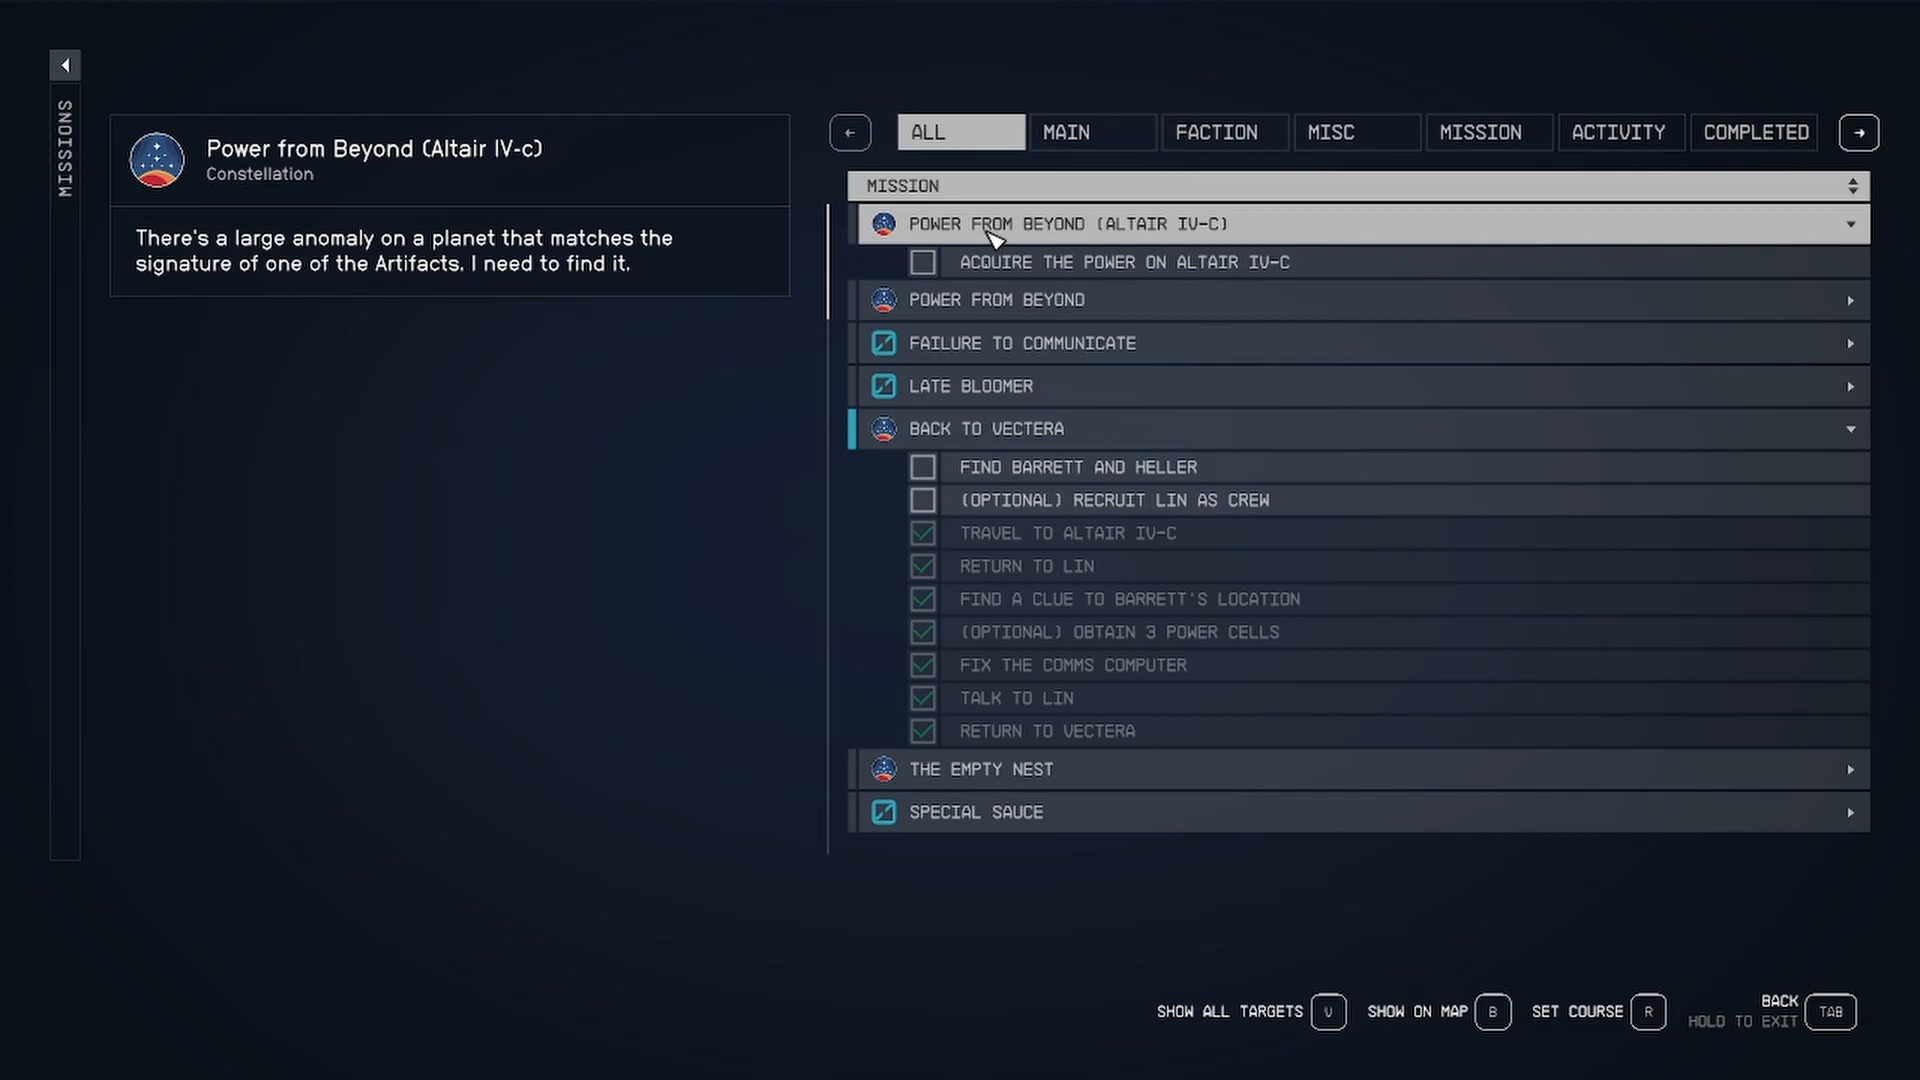 MISSIONS
Power from Beyond (Altair IV-c)
Constellation
There's a large anomaly on a planet that matches the
signature of one of the Artifacts. I need to find it.
ALL
MAIN
FACTION
MISC
MISSION
ACTIVITY
COMPLETED
MISSION
POWER FROM BEYOND (ALTAIR IV-C)
ACQUIRE THE POWER ON ALTAIR IV-C
POWER FROM BEYOND
FAILURE TO COMMUNICATE
LATE BLOOMER
BACK TO VECTERA
FIND BARRETT AND HELLER
(OPTIONAL) RECRUIT LIN AS CREW
TRAVEL TO ALTAIR IV-C
RETURN TO LIN
FIND A CLUE TO BARRETT'S LOCATION
(OPTIONAL) OBTAIN 3 POWER CELLS
FIX THE COMMS COMPUTER
TALK TO LIN
RETURN TO VECTERA
THE EMPTY NEST
SPECIAL SAUCE
SHOW ALL TARGETS V
SHOW ON MAP B
SET COURSE R
BACK
HOLD TO EXIT
TAB